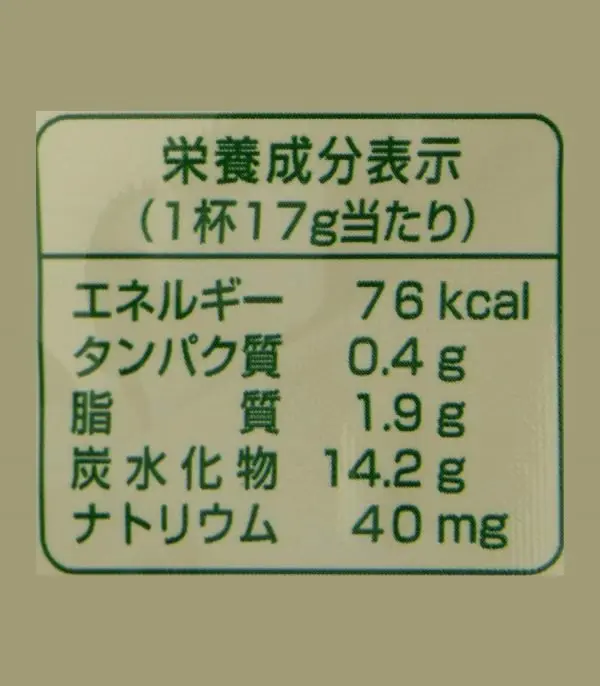 栄養成分表示
（1杯17g当たり）
エネルギー 76 kcal
タンパク質 0.4 g
脂質 1.9 g
炭水化物 14.2 g
ナトリウム 40 mg